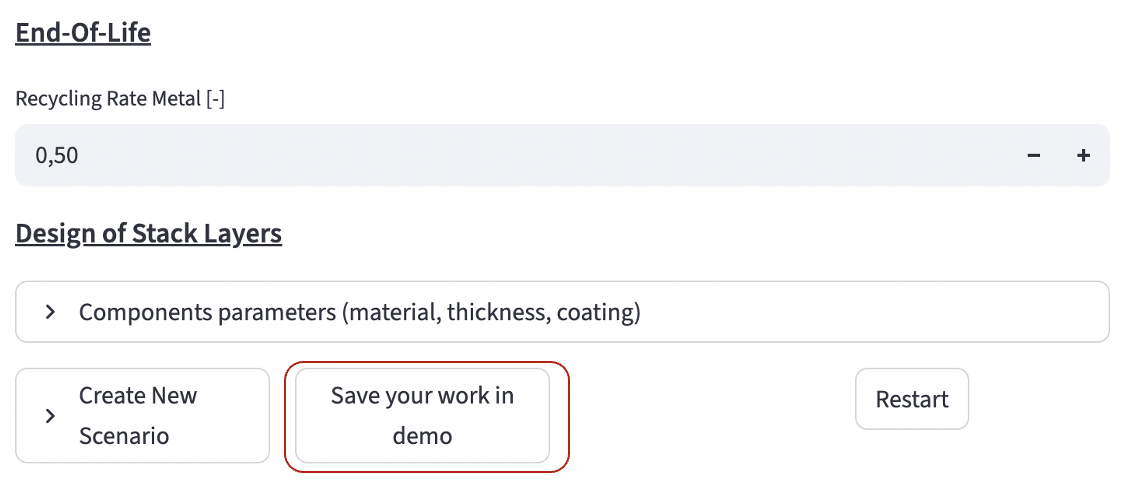 End-Of-Life
Recycling Rate Metal [-]
0,50
− +
Design of Stack Layers
Components parameters (material, thickness, coating)
Create New
Scenario
Save your work in
demo
Restart